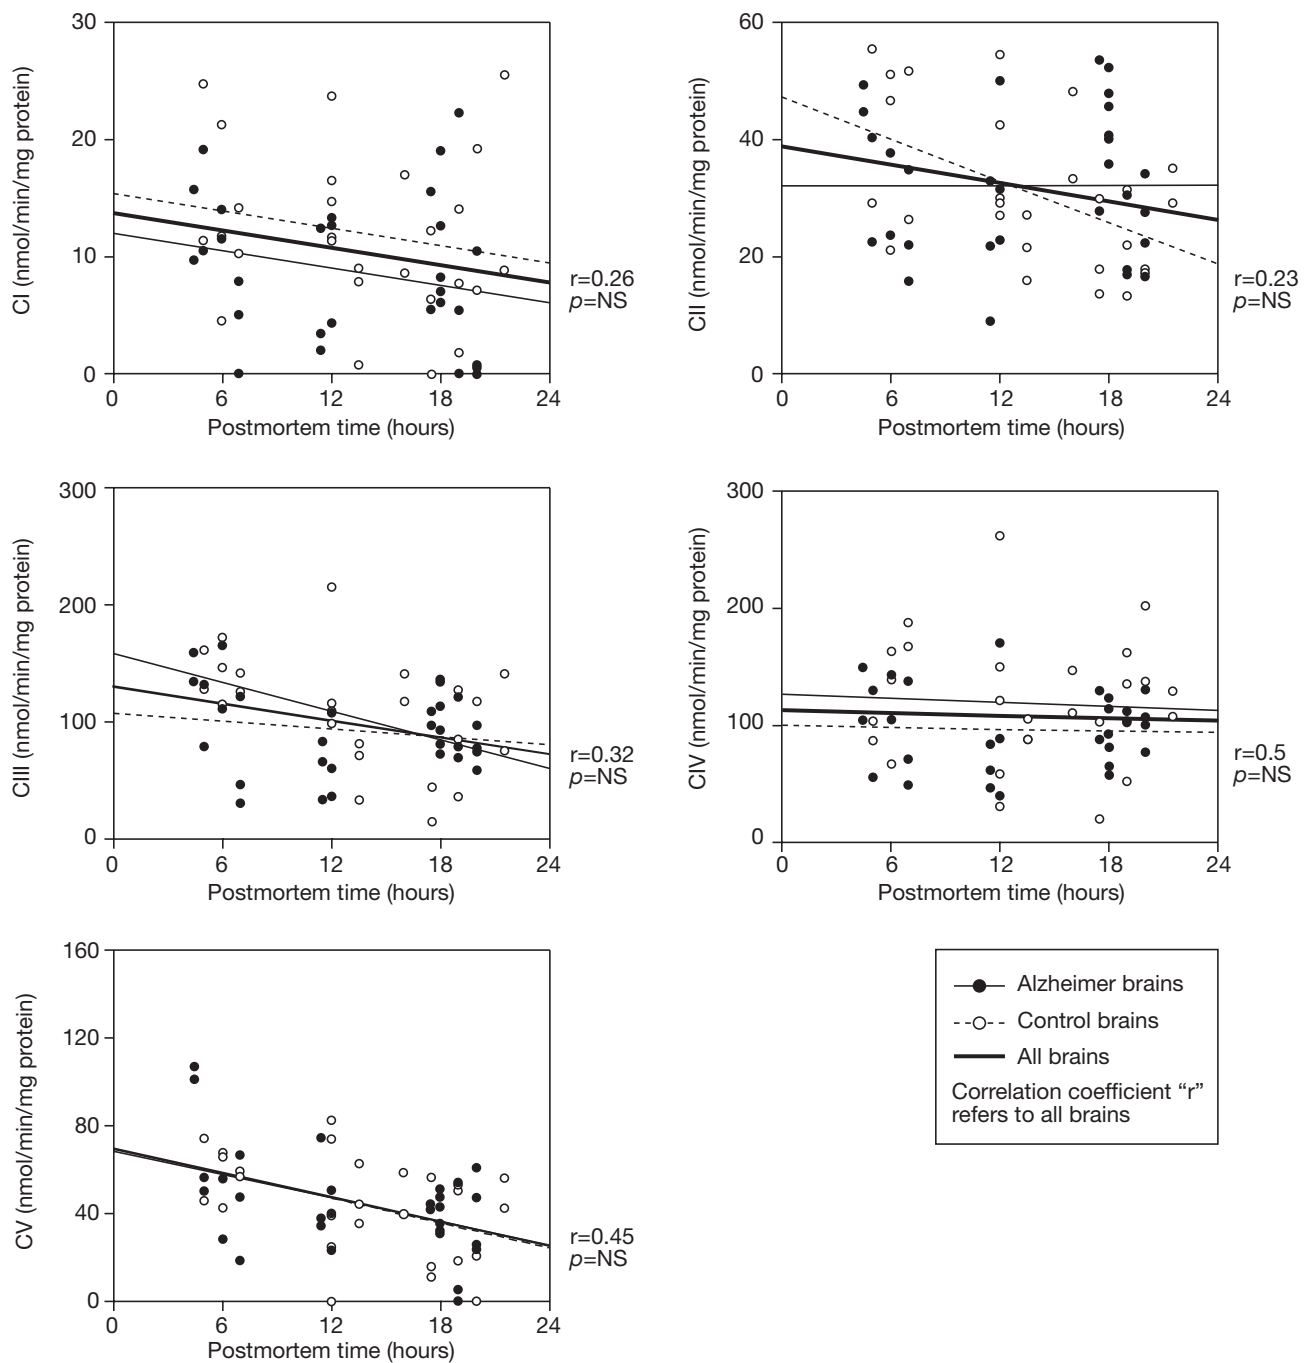 30
20
10
0
CI (nmol/min/mg protein)
0 6 12 18 24
Postmortem time (hours)
r=0.26
p=NS
60
40
20
0
CII (nmol/min/mg protein)
0 6 12 18 24
Postmortem time (hours)
r=0.23
p=NS
300
200
100
0
CIII (nmol/min/mg protein)
0 6 12 18 24
Postmortem time (hours)
r=0.32
p=NS
300
200
100
0
CIV (nmol/min/mg protein)
0 6 12 18 24
Postmortem time (hours)
r=0.5
p=NS
160
120
80
40
0
CV (nmol/min/mg protein)
0 6 12 18 24
Postmortem time (hours)
r=0.45
p=NS
Alzheimer brains
Control brains
All brains
Correlation coefficient “r”
refers to all brains